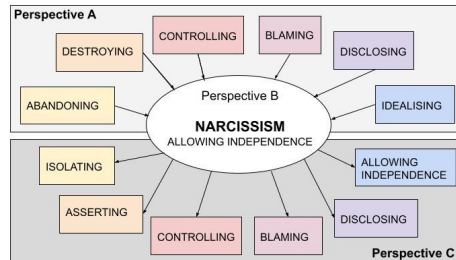 Perspective A
CONTROLLING
BLAMING
DESTROYING
DISCLOSING
Perspective B
ABANDONING
IDEALISING
NARCISSISM
ALLOWING INDEPENDENCE
ISOLATING
ALLOWING
INDEPENDENCE
ASSERTING
CONTROLLING
BLAMING
DISCLOSING
Perspective C